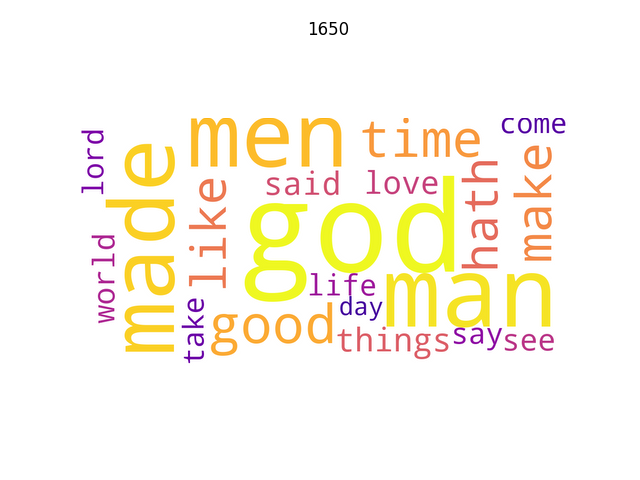 1650
men
time
come
lord
made
said
love
like
hath
make
god
world
life
man
day
take
good
things
say
see